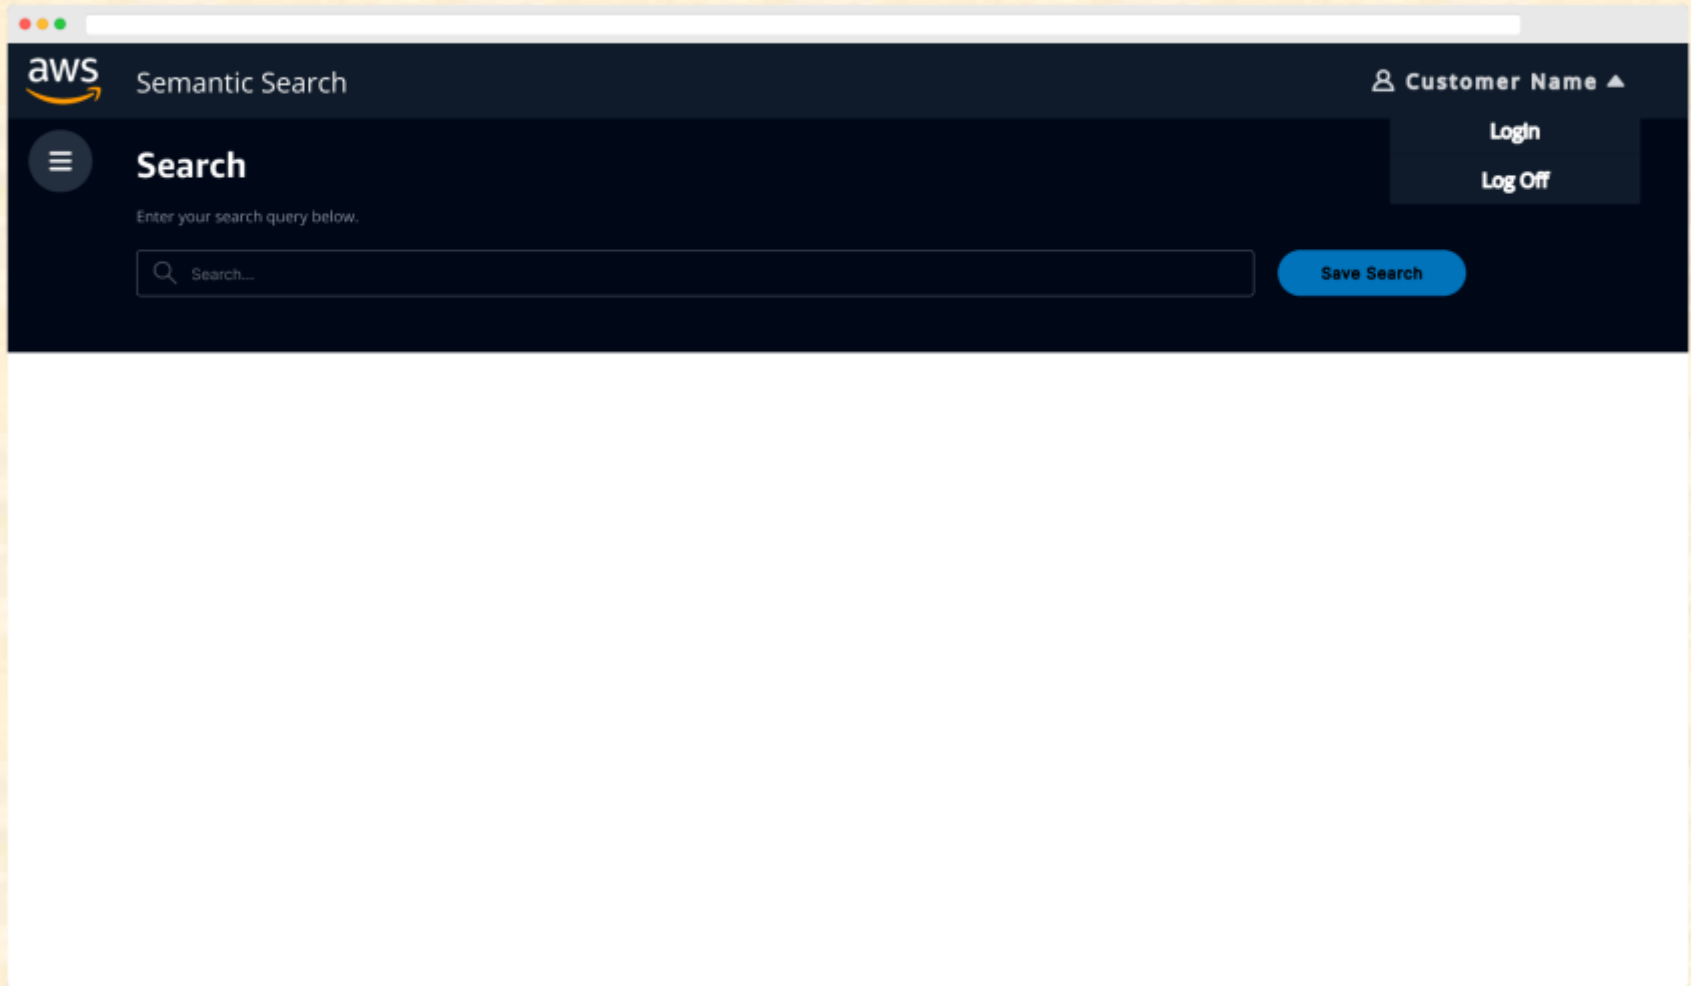 aws
Semantic Search
Customer Name
Login
Log Off
Search
Enter your search query below.
Search...
Save Search